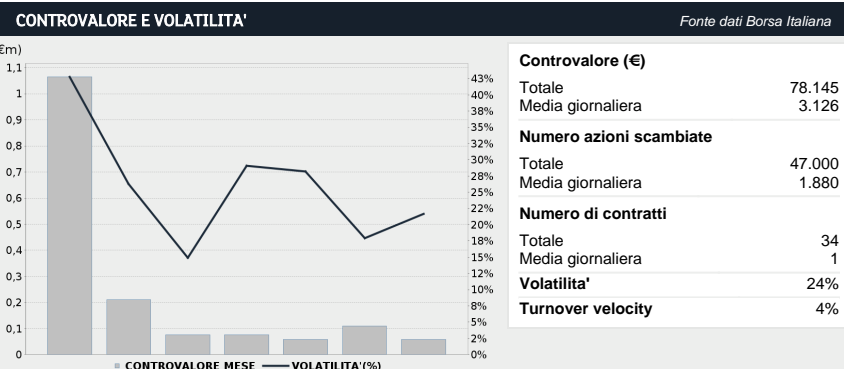 CONTROVALORE E VOLATILITA'
Fonte dati Borsa Italiana
€m)
1,1
1
0,9
0,8
0,7
0,6
0,5
0,4
0,3
0,2
0,1
0
43%
40%
38%
35%
32%
30%
28%
25%
22%
20%
18%
15%
12%
10%
8%
5%
2%
0%
CONTROVALORE MESE VOLATILITA'(%)
Controvalore (€)
Totale 78.145
Media giornaliera 3.126
Numero azioni scambiate
Totale 47.000
Media giornaliera 1.880
Numero di contratti
Totale 34
Media giornaliera 1
Volatilita' 24%
Turnover velocity 4%